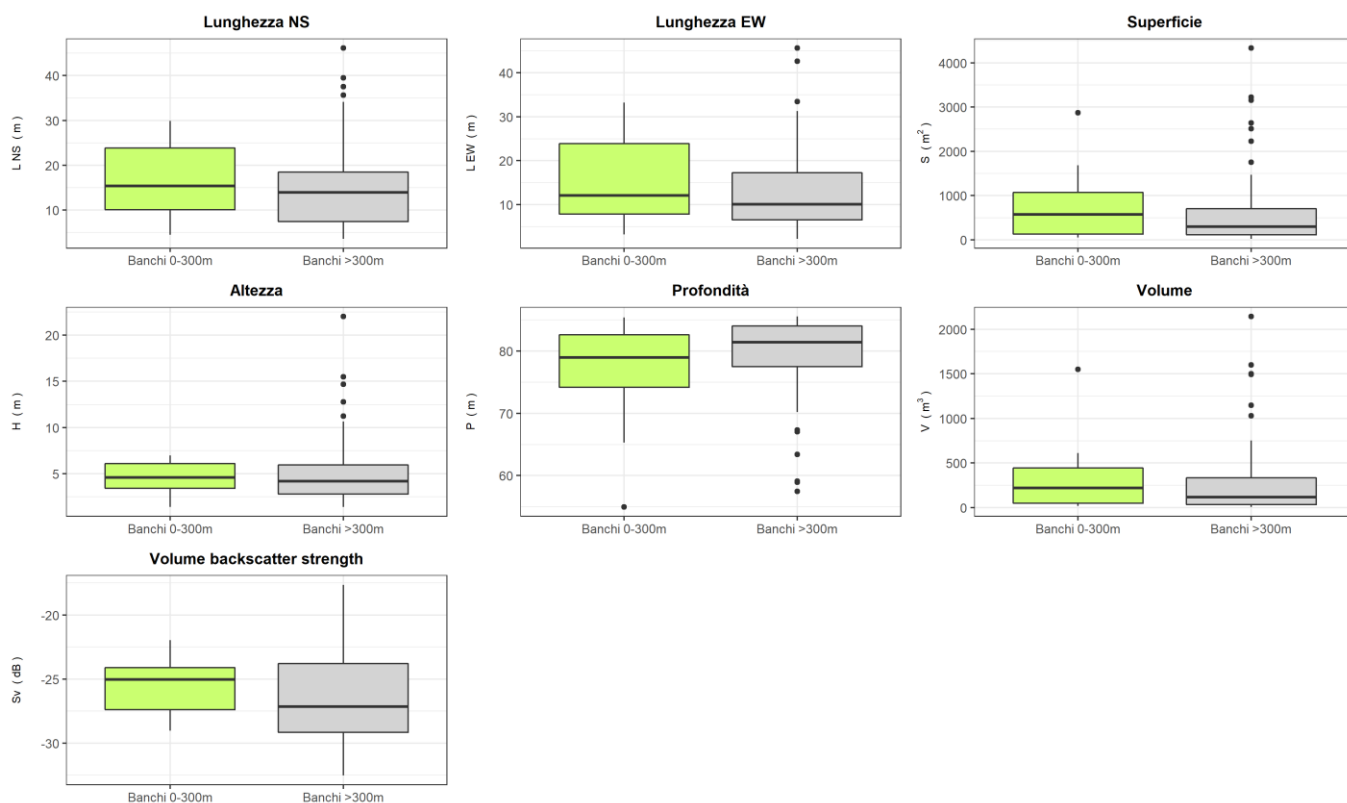 Lunghezza NS
Lunghezza EW
Superficie
L NS ( m )
40
30
20
10
Banchi 0-300m
Banchi >300m
L EW ( m )
40
30
20
10
Banchi 0-300m
Banchi >300m
S ( m²)
4000
3000
2000
1000
0
Banchi 0-300m
Banchi >300m
Altezza
Profondità
Volume
H ( m )
20
15
10
5
Banchi 0-300m
Banchi >300m
P ( m )
80
70
60
Banchi 0-300m
Banchi >300m
V ( m³)
2000
1500
1000
500
0
Banchi 0-300m
Banchi >300m
Volume backscatter strength
Sv ( dB )
-20
-25
-30
Banchi 0-300m
Banchi >300m